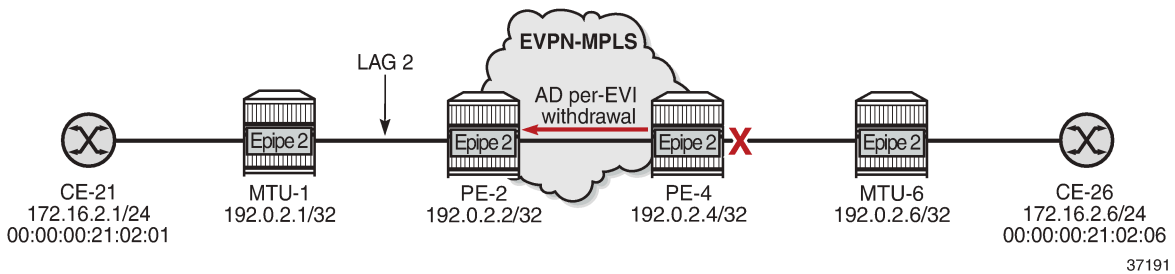 EVPN-MPLS
LAG 2
AD per-EVI
withdrawal
Epipe 2
Epipe 2
Epipe 2
X
Epipe 2
CE-21
172.16.2.1/24
00:00:00:21:02:01
MTU-1
192.0.2.1/32
PE-2
192.0.2.2/32
PE-4
192.0.2.4/32
MTU-6
192.0.2.6/32
CE-26
172.16.2.6/24
00:00:00:21:02:06
37191